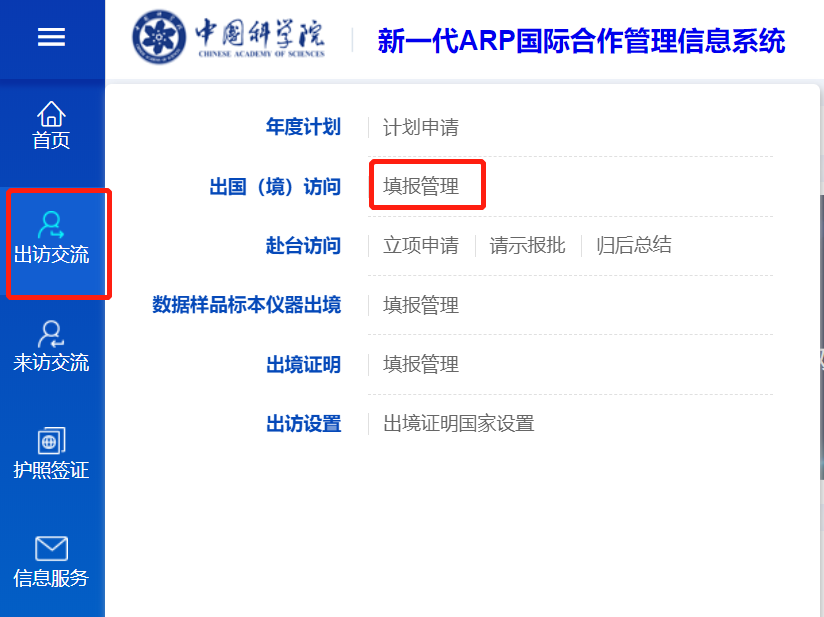 中国科学院
CHINESE ACADEMY OF SCIENCES
新一代ARP国际合作管理信息系统
首页
出访交流
来访交流
护照签证
信息服务
年度计划 计划申请
出国（境）访问 填报管理
赴台访问 立项申请 请示报批 归后总结
数据样品标本仪器出境 填报管理
出境证明 填报管理
出访设置 出境证明国家设置